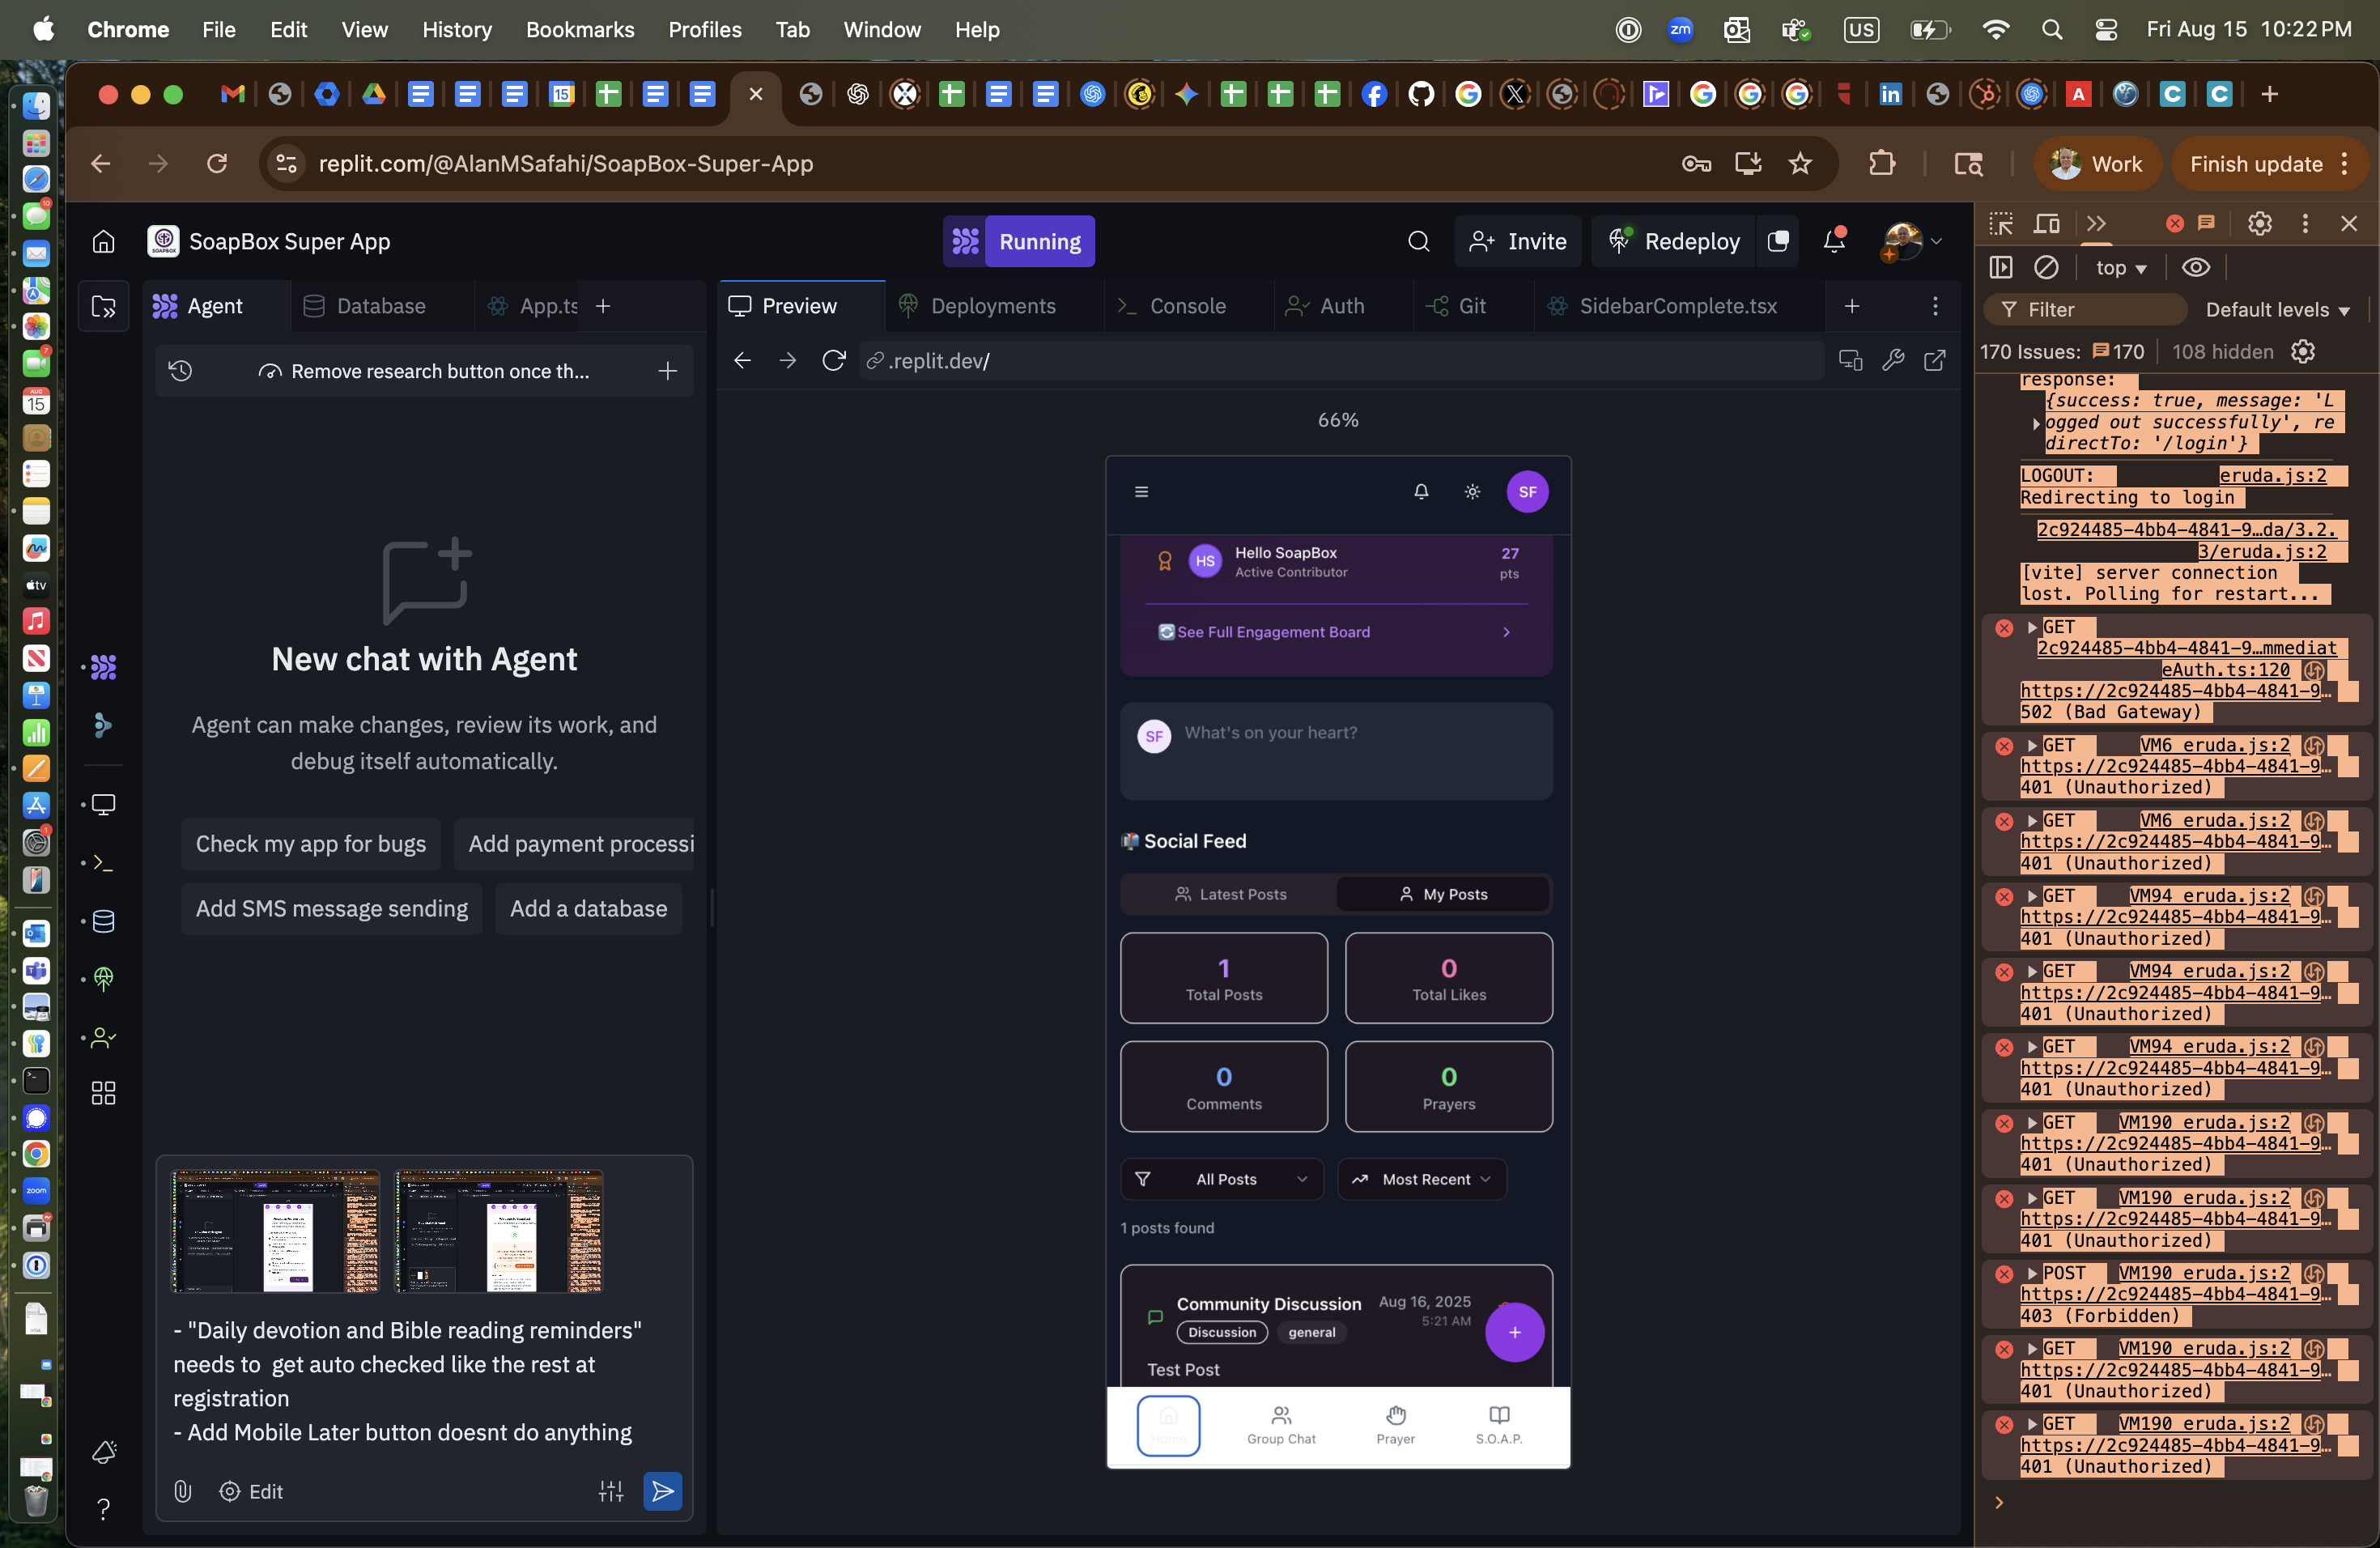 Chrome File Edit View History Bookmarks Profiles Tab Window Help
zm US Fri Aug 15 10:22 PM
replit.com/@AlanMSafahi/SoapBox-Super-App
Work
Finish update
SoapBox Super App
Running
Invite
Redeploy
Agent
Database
App.ts
Preview
Deployments
Console
Auth
Git
SidebarComplete.tsx
Remove research button once th...
.replit.dev/
66%
New chat with Agent
Agent can make changes, review its work, and
debug itself automatically.
Check my app for bugs
Add payment processi
Add SMS message sending
Add a database
- "Daily devotion and Bible reading reminders"
needs to  get auto checked like the rest at
registration
- Add Mobile Later button doesnt do anything
Edit
SF
HS
Hello SoapBox
Active Contributor
27
pts
See Full Engagement Board
SF
What's on your heart?
Social Feed
Latest Posts
My Posts
1
Total Posts
0
Total Likes
0
Comments
0
Prayers
All Posts
Most Recent
1 posts found
Community Discussion
Aug 16, 2025
5:21 AM
Discussion
general
Test Post
Home
Group Chat
Prayer
S.O.A.P.
top
Filter
Default levels
170 Issues: 170
108 hidden
response:
{success: true, message: 'L
ogged out successfully', re
directTo: '/login'}
LOGOUT: eruda.js:2
Redirecting to login
2c924485-4bb4-4841-9…da/3.2.
3/eruda.js:2
[vite] server connection
lost. Polling for restart...
GET
2c924485-4bb4-4841-9…mmediat
eAuth.ts:120
https://2c924485-4bb4-4841-9…
502 (Bad Gateway)
GET VM6 eruda.js:2
https://2c924485-4bb4-4841-9…
401 (Unauthorized)
GET VM6 eruda.js:2
https://2c924485-4bb4-4841-9…
401 (Unauthorized)
GET VM94 eruda.js:2
https://2c924485-4bb4-4841-9…
401 (Unauthorized)
GET VM94 eruda.js:2
https://2c924485-4bb4-4841-9…
401 (Unauthorized)
GET VM94 eruda.js:2
https://2c924485-4bb4-4841-9…
401 (Unauthorized)
GET VM190 eruda.js:2
https://2c924485-4bb4-4841-9…
401 (Unauthorized)
GET VM190 eruda.js:2
https://2c924485-4bb4-4841-9…
401 (Unauthorized)
POST VM190 eruda.js:2
https://2c924485-4bb4-4841-9…
403 (Forbidden)
GET VM190 eruda.js:2
https://2c924485-4bb4-4841-9…
401 (Unauthorized)
GET VM190 eruda.js:2
https://2c924485-4bb4-4841-9…
401 (Unauthorized)